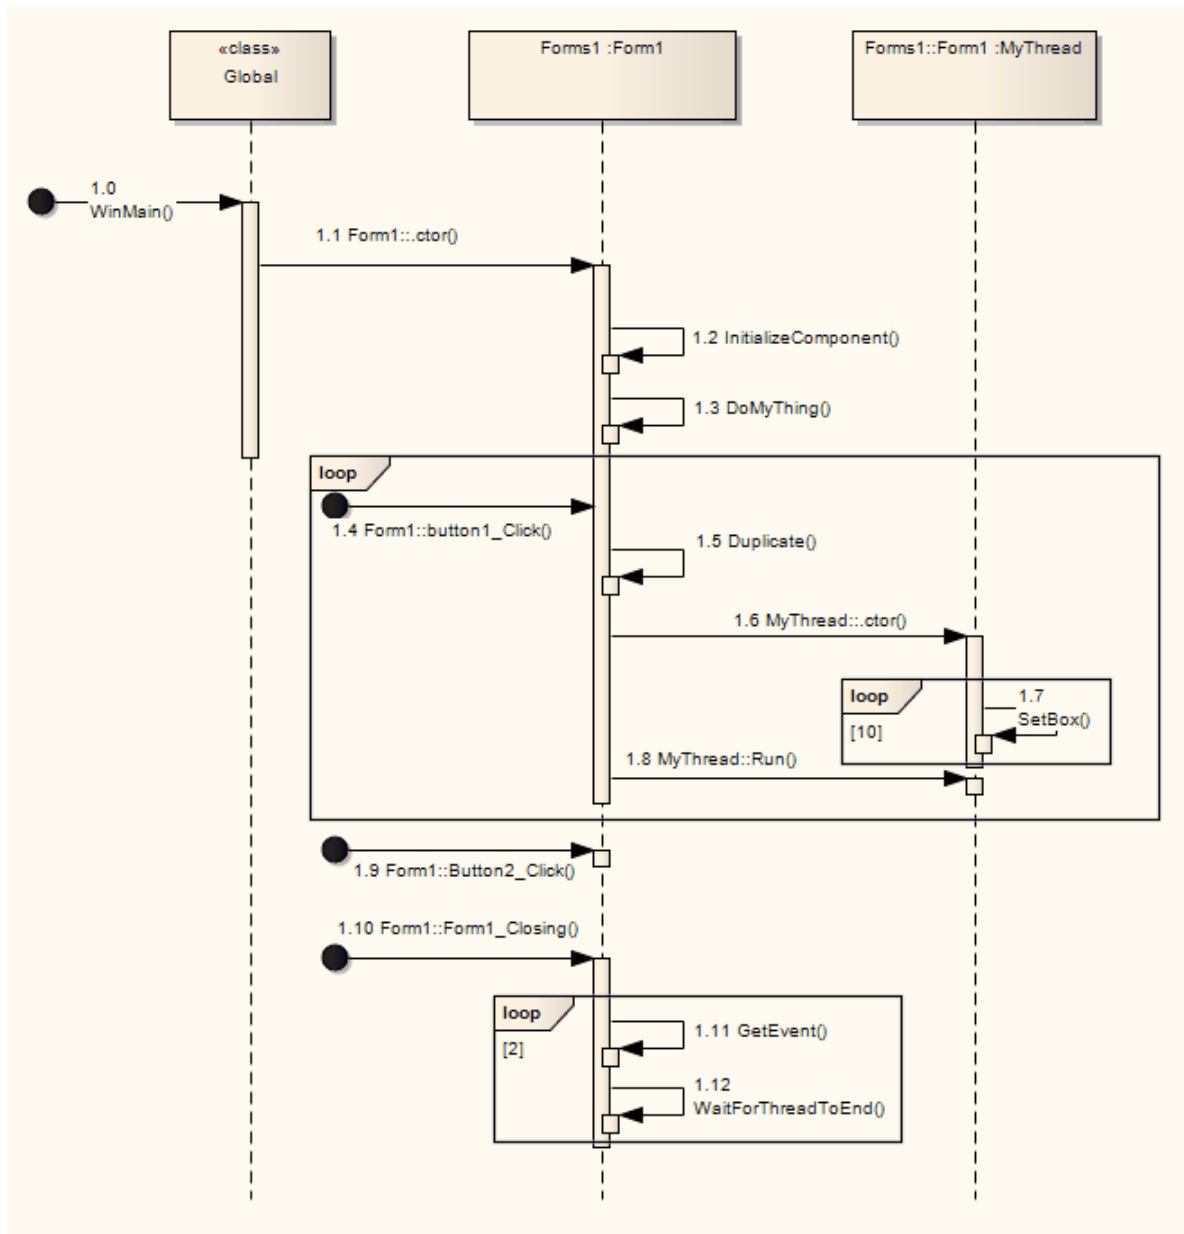 «class»
Global
Forms1 :Form1
Forms1::Form1 :MyThread
1.0
WinMain()
1.1 Form1::.ctor()
1.2 InitializeComponent()
1.3 DoMyThing()
loop
1.4 Form1::button1_Click()
1.5 Duplicate()
1.6 MyThread::.ctor()
loop
[10]
1.7
SetBox()
1.8 MyThread::Run()
1.9 Form1::Button2_Click()
1.10 Form1::Form1_Closing()
loop
[2]
1.11 GetEvent()
1.12
WaitForThreadToEnd()